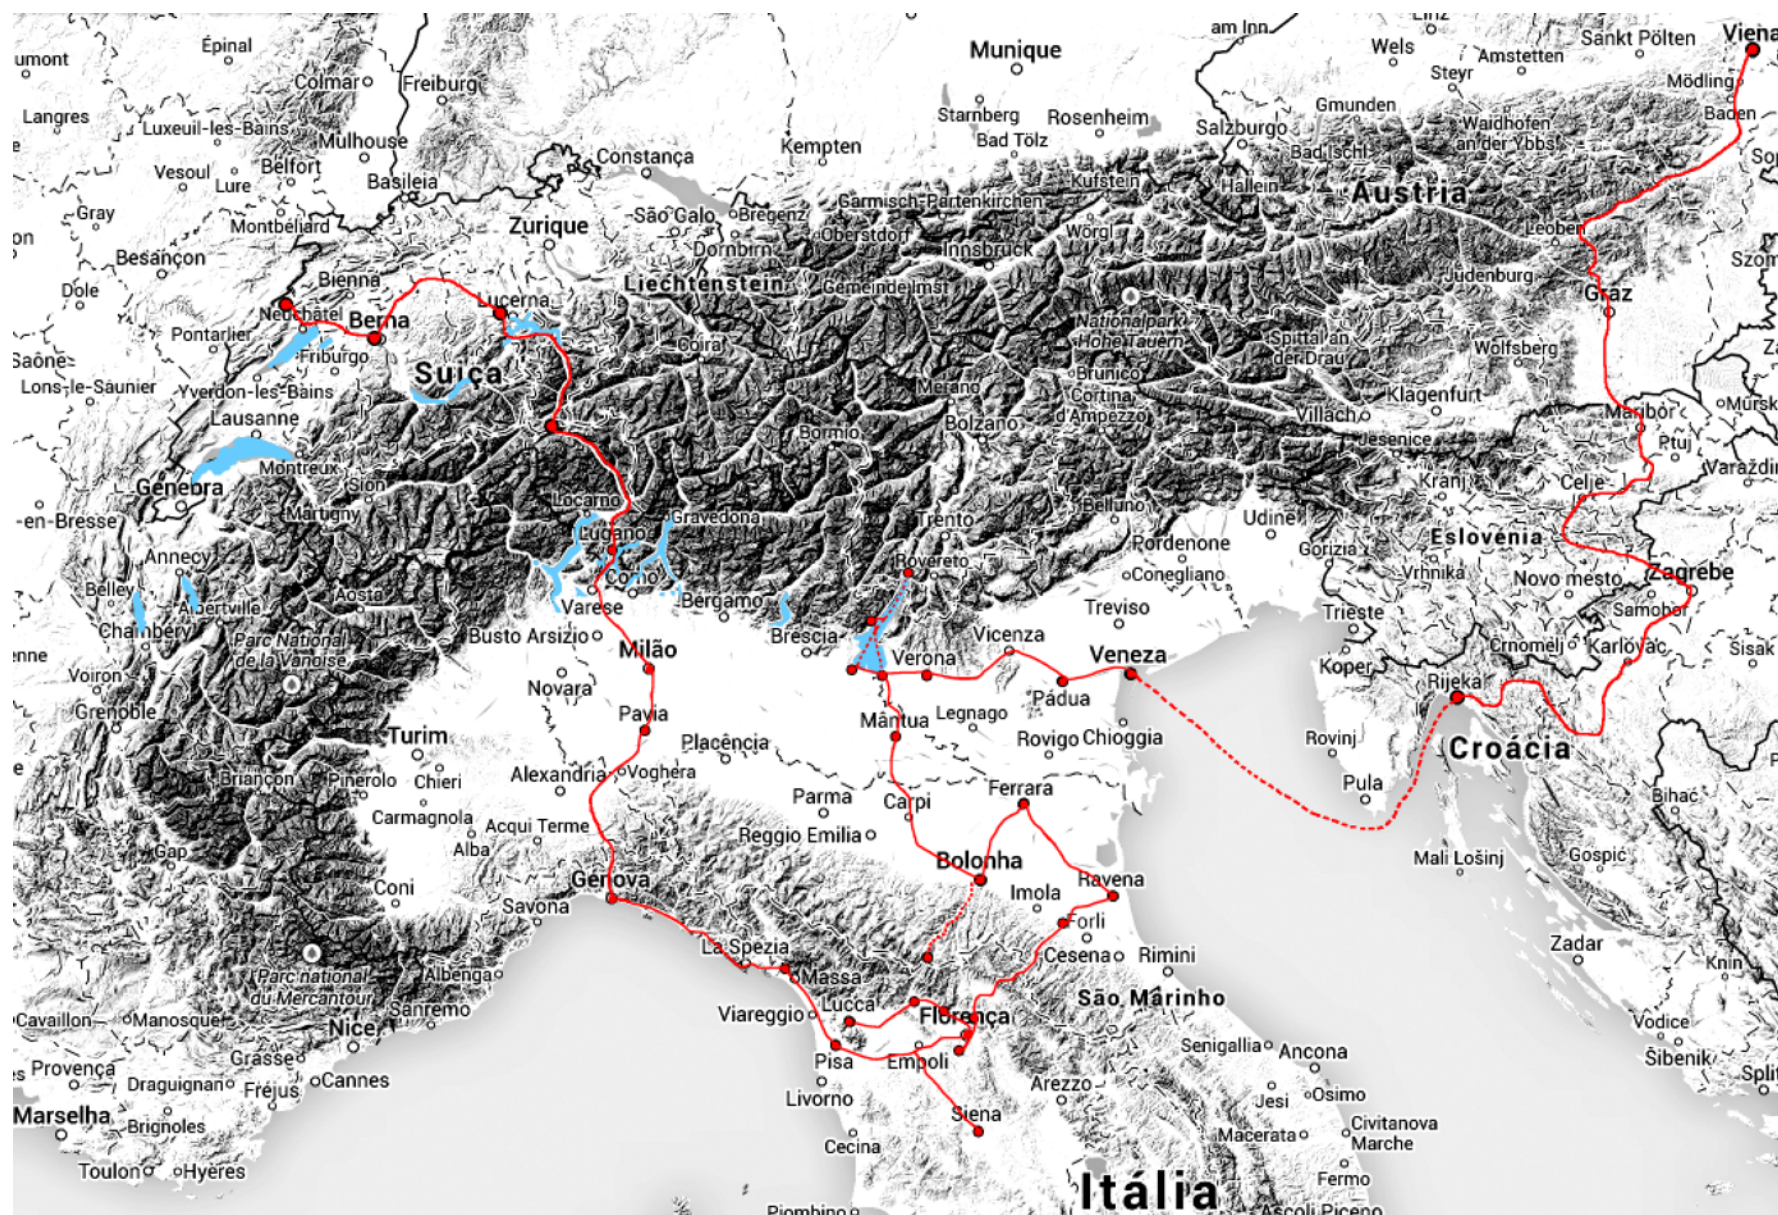 Épinal
Munique
am Inn
Linz
Wels
Sankt Pölten
Viena
aumont
Colmar
Freiburg
Steyr
Amstetten
Mödling
Langres
Starnberg
Rosenheim
Gmunden
Baden
Luxeuil-les-Bains
Mulhouse
Bad Tölz
Salzburgo
Waidhofen
an der Ybbs
Bad Ischl
Kempten
Constança
Vesoul
Lure
Belfort
Basileia
Kufstein
Hallein
Áustria
Gray
Montbéliard
Zurique
São Galo
Bregenz
Garmisch-Partenkirchen
Oberstdorf
Dornbirn
Wörgl
Leoben
Innsbruck
Besançon
Bienna
Liechtenstein
Gemeinde Imst
Judenburg
Szom
Dole
Neuchâtel
Berna
Lucerna
Graz
Nationalpark
Hohe Tauern
Pontarlier
Friburgo
Coira
Spittal an
der Drau
Wolfsberg
Saône-
Lons-le-Saunier
Yverdon-les-Bains
Suíça
Merano
Brunico
Cortina
d'Ampezzo
Klagenfurt
Villach
Maribor
Mursk
Lausanne
Bormio
Bolzano
Jesenice
Ptuj
Montreux
Genebra
Sion
Kranj
Celje
Varaždin
-en-Bresse
Martigny
Locarno
Gravedona
Trento
Belluno
Udine
Lugano
Pordenone
Gorizia
Eslovénia
Annecy
Rovereto
Conegliano
Vrhnika
Novo mesto
Zagrebe
Belley
Albertville
Aosta
Como
Varese
Bergamo
Treviso
Trieste
Samobor
Chambéry
Parc National
de la Vanoise
Busto Arsizio
Brescia
Vicenza
Veneza
Črnomelj
Karlovac
Sisak
Voiron
Milão
Verona
Koper
Rijeka
Novara
Pádua
Grenoble
Pavia
Mântua
Legnago
Turim
Placência
Rovigo
Chioggia
Rovinj
Croácia
Briançon
Pinerolo
Chieri
Alexandria
Voghera
Ferrara
Pula
Bihać
Carmagnola
Parma
Carpi
Acqui Terme
Reggio Emilia
Alba
Gap
Bolonha
Mali Lošinj
Gospić
Coni
Génova
Imola
Ravena
Savona
Forli
La Spezia
Cesena
Rimini
Zadar
Knin
Parc national
du Mercantour
Albenga
Massa
Lucca
São Marinho
Cavaillon
Manosque
Sanremo
Viareggio
Florença
Nice
Vodice
Grasse
Pisa
Empoli
Senigallia
Ancona
Šibenik
Provença
Draguignan
Fréjus
Cannes
Livorno
Arezzo
Jesi
Osimo
Split
Marselha
Brignoles
Siena
Cecina
Macerata
Civitanova
Marche
Toulon
Hyères
Itália
Fermo
Piombino
Ascoli Piceno